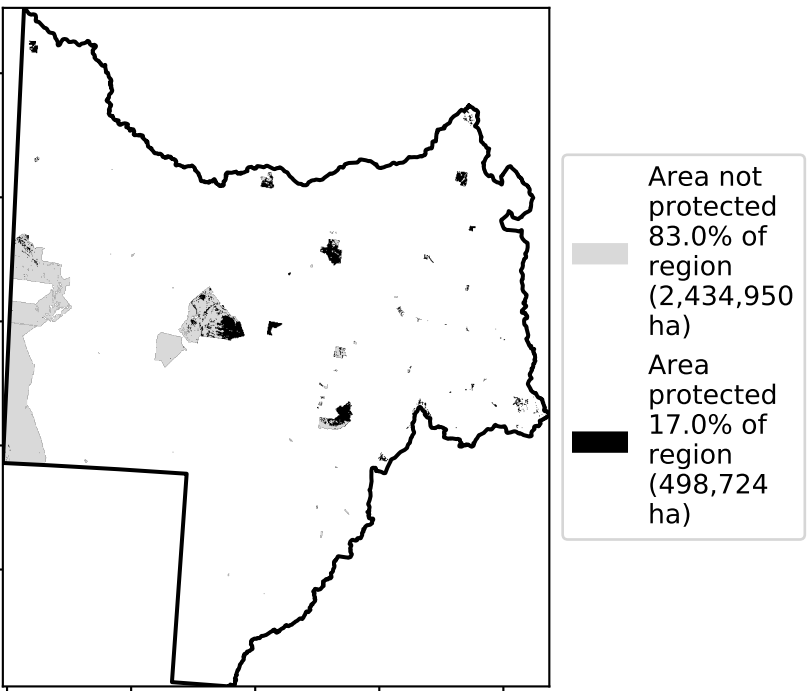 Area not
protected
83.0% of
region
(2,434,950
ha)
Area
protected
17.0% of
region
(498,724
ha)